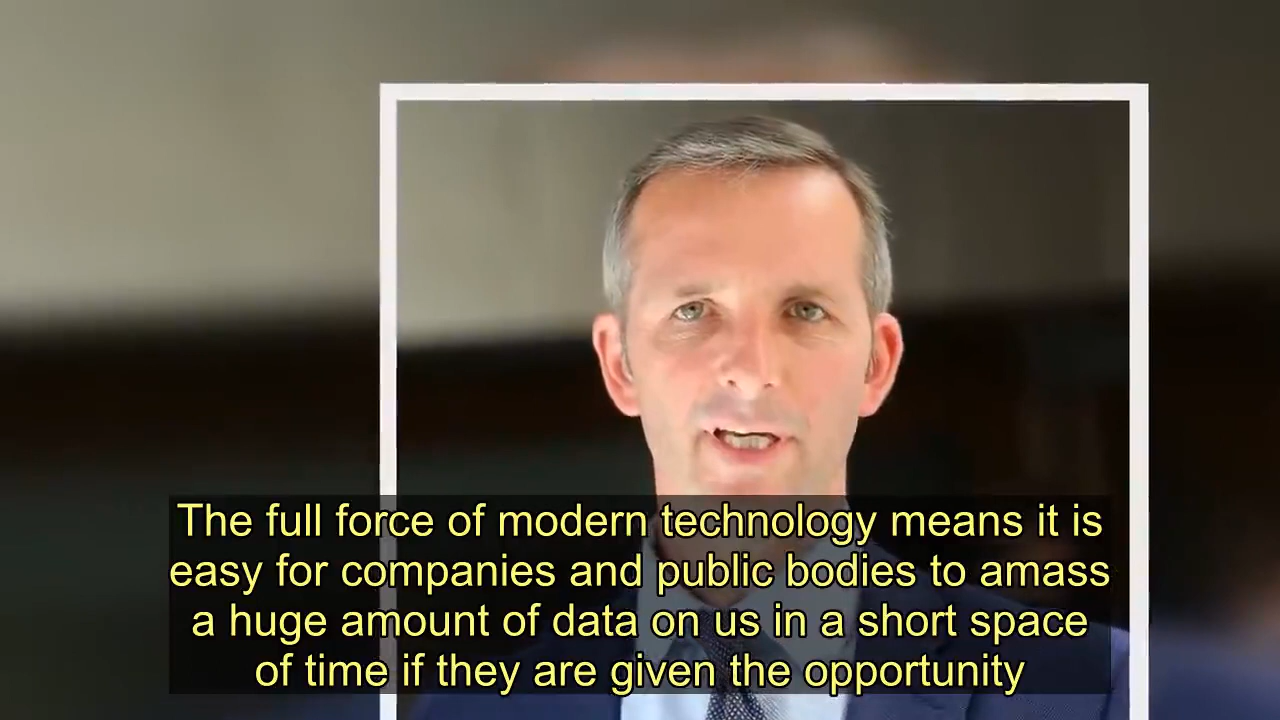 The full force of modern technology means it is
easy for companies and public bodies to amass
a huge amount of data on us in a short space
of time if they are given the opportunity